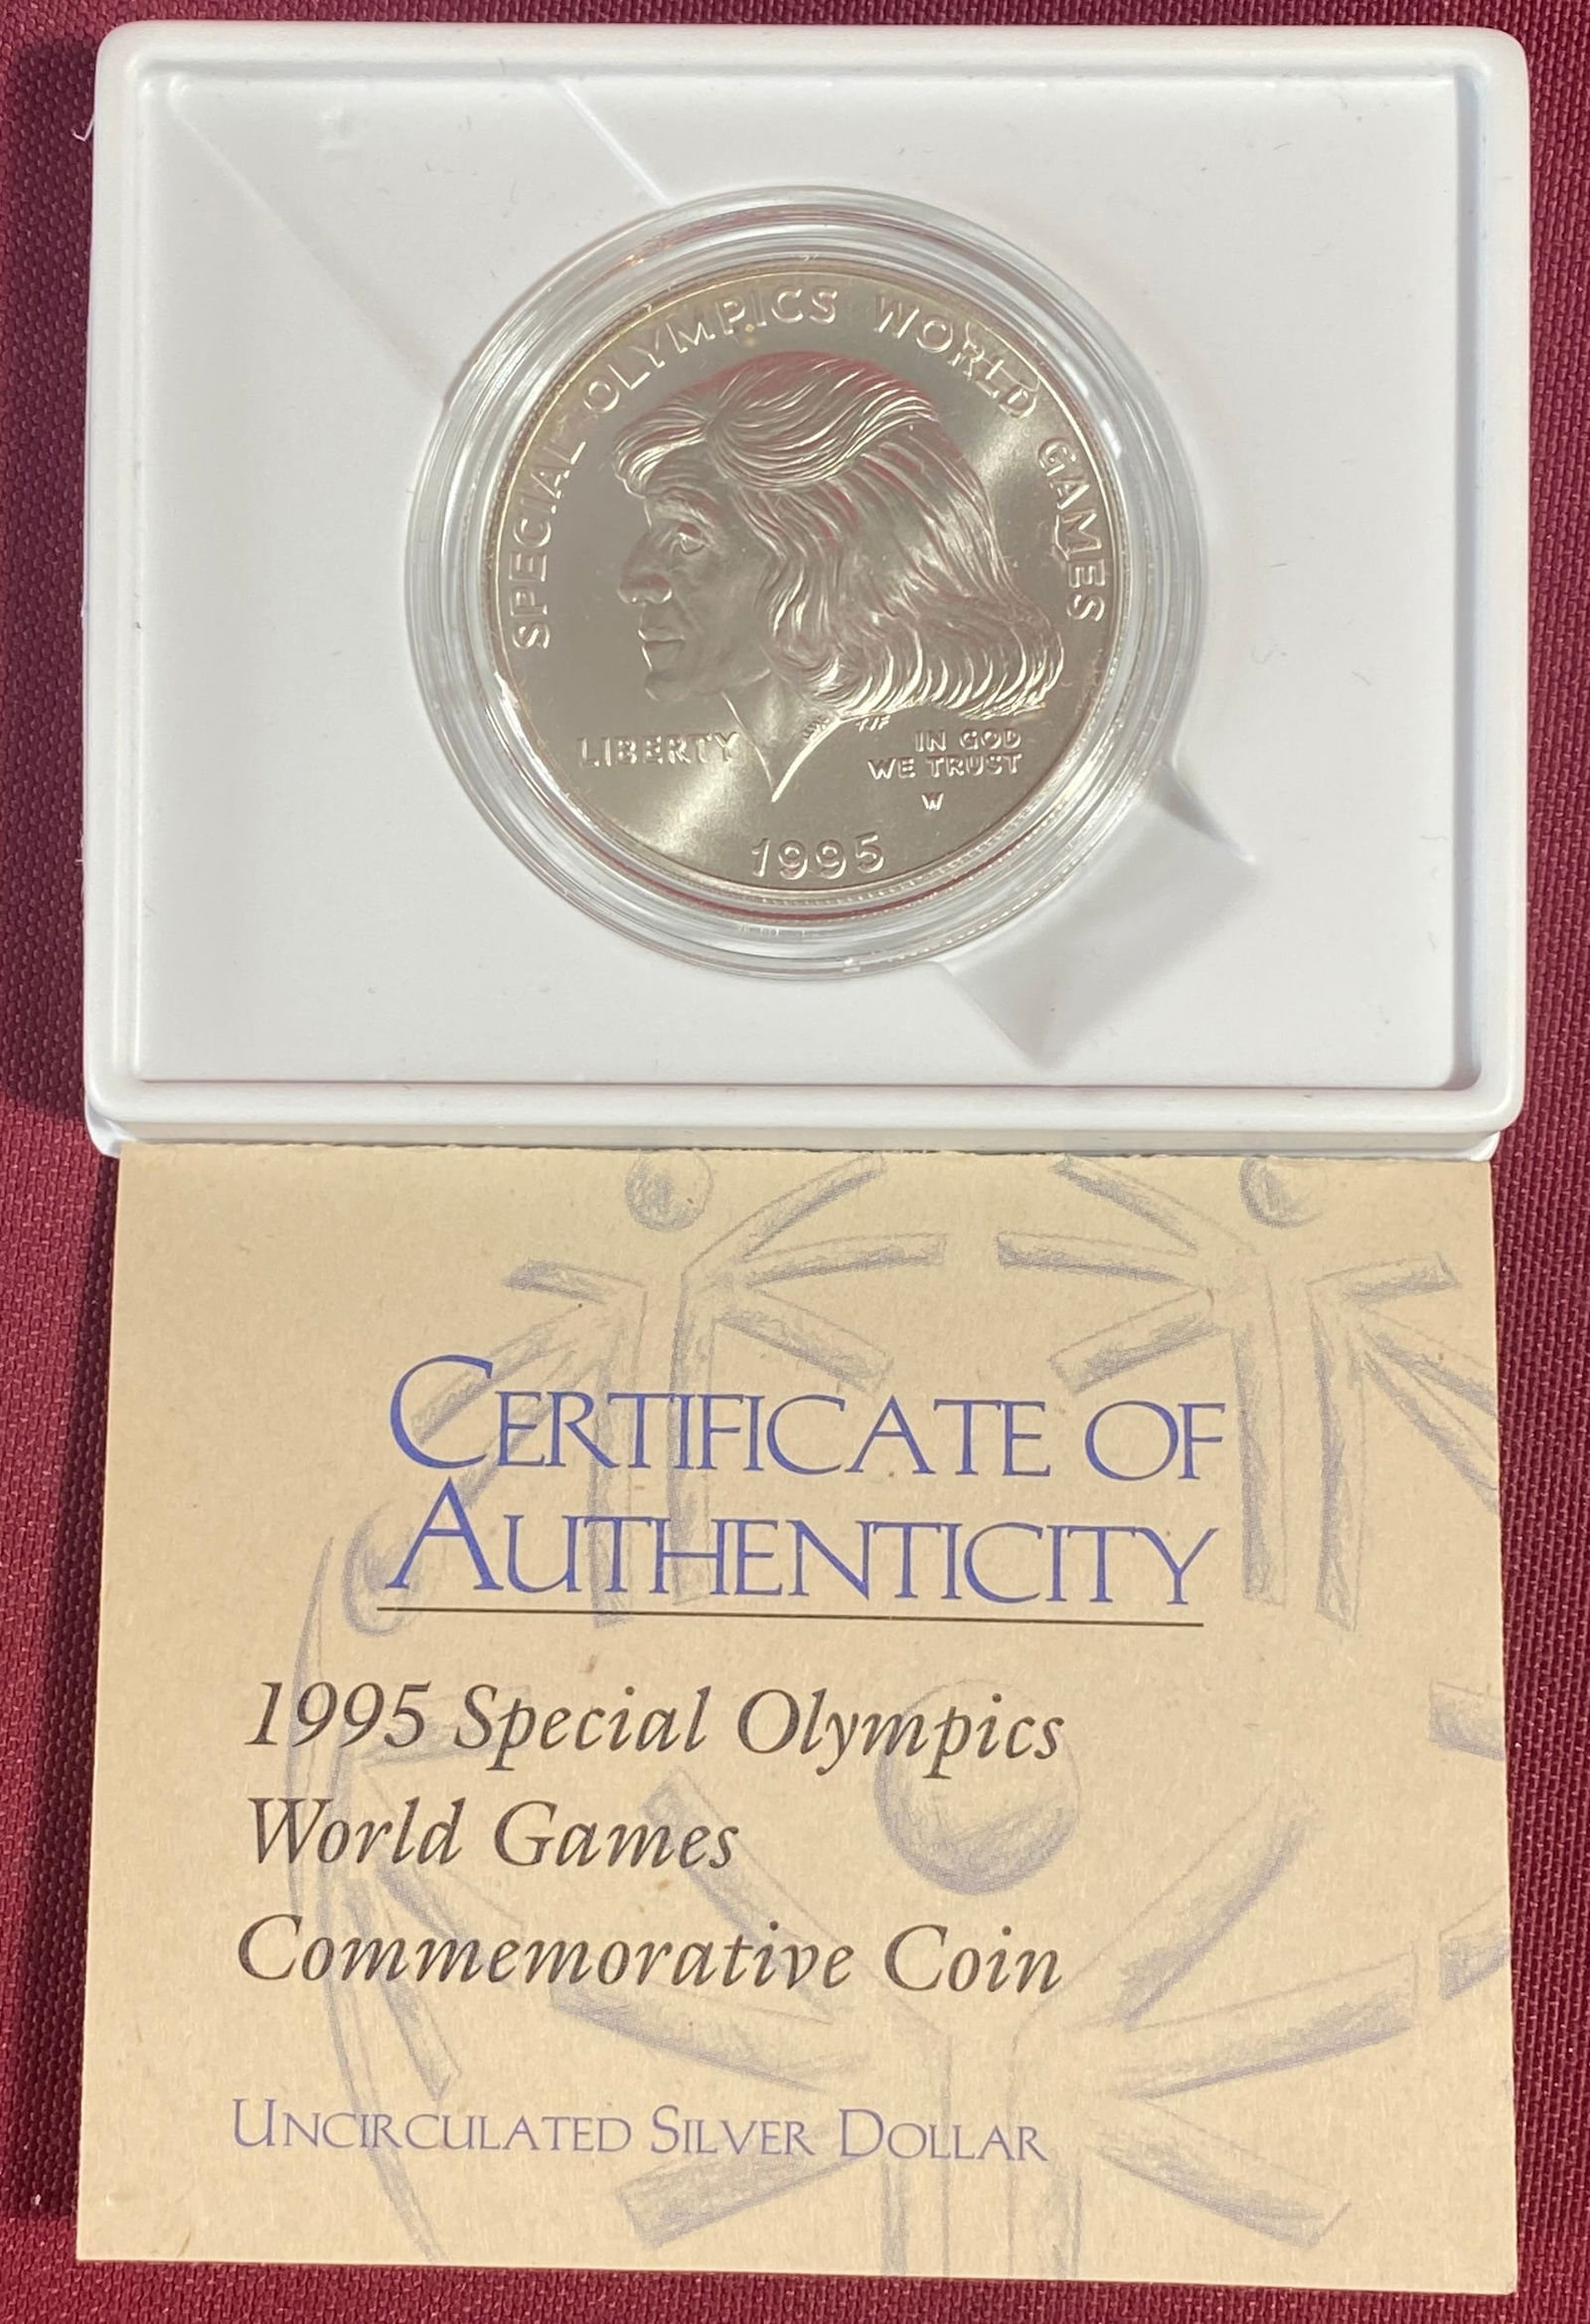 SPECIAL OLYMPICS WORLD GAMES
LIBERTY
IN GOD
WE TRUST
W
1995
CERTIFICATE OF
AUTHENTICITY
1995 Special Olympics
World Games
Commemorative Coin
UNCIRCULATED SILVER DOLLAR